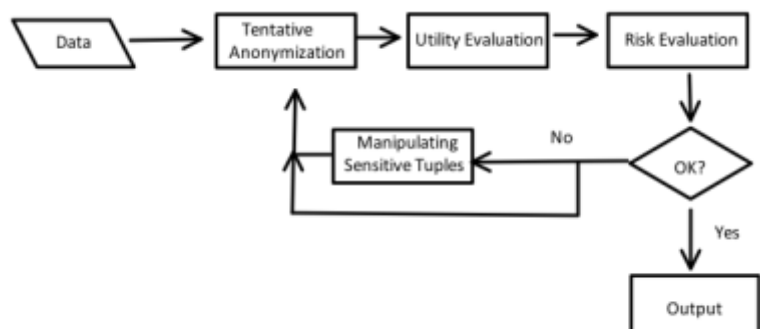 Data
Tentative
Anonymization
Utility Evaluation
Risk Evaluation
Manipulating
Sensitive Tuples
No
OK?
Yes
Output